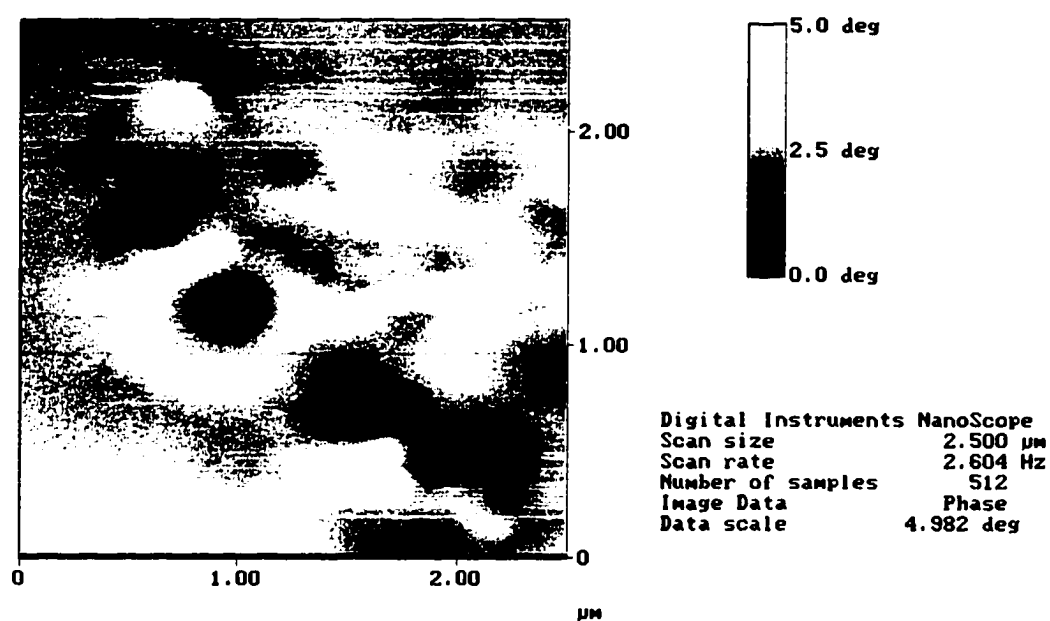 5.0 deg
2.5 deg
0.0 deg
2.00
1.00
0
0
1.00
2.00
µm
Digital Instruments NanoScope
Scan size 2.500 µm
Scan rate 2.604 Hz
Number of samples 512
Image Data Phase
Data scale 4.982 deg